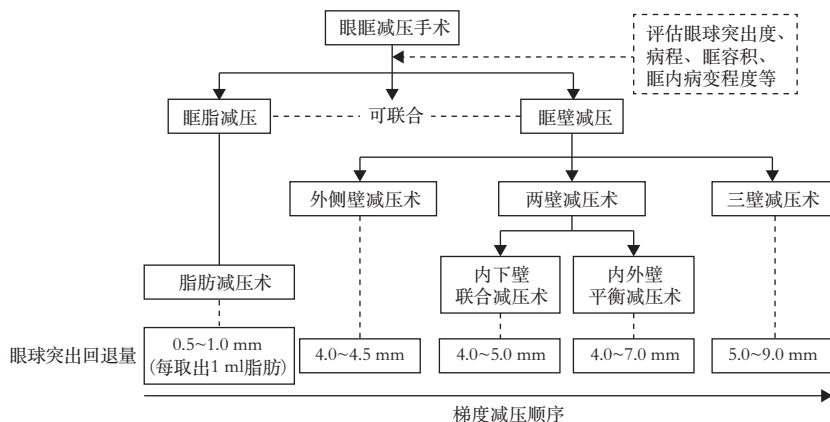 眼眶减压手术
评估眼球突出度、
病程、眶容积、
眶内病变程度等
眶脂减压
可联合
眶壁减压
外侧壁减压术
两壁减压术
三壁减压术
脂肪减压术
内下壁
联合减压术
内外壁
平衡减压术
眼球突出回退量
0.5~1.0 mm
(每取出1 ml脂肪)
4.0~4.5 mm
4.0~5.0 mm
4.0~7.0 mm
5.0~9.0 mm
梯度减压顺序